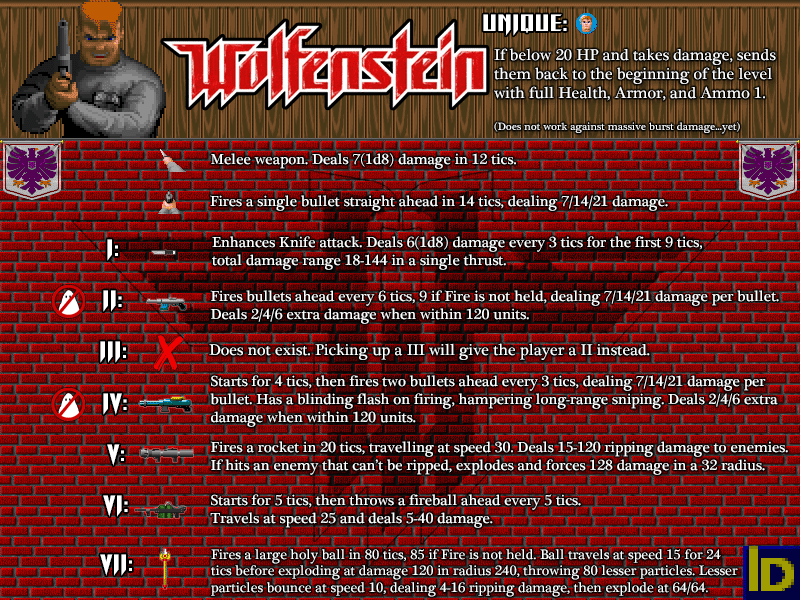 UNIQUE:
Wolfenstein
If below 20 HP and takes damage, sends
them back to the beginning of the level
with full Health, Armor, and Ammo 1.
(Does not work against massive burst damage...yet)
Melee weapon. Deals 7(1d8) damage in 12 tics.
Fires a single bullet straight ahead in 14 tics, dealing 7/14/21 damage.
I:
Enhances Knife attack. Deals 6(1d8) damage every 3 tics for the first 9 tics,
total damage range 18-144 in a single thrust.
II:
Fires bullets ahead every 6 tics, 9 if Fire is not held, dealing 7/14/21 damage per bullet.
Deals 2/4/6 extra damage when within 120 units.
III:
Does not exist. Picking up a III will give the player a II instead.
IV:
Starts for 4 tics, then fires two bullets ahead every 3 tics, dealing 7/14/21 damage per
bullet. Has a blinding flash on firing, hampering long-range sniping. Deals 2/4/6 extra
damage when within 120 units.
V:
Fires a rocket in 20 tics, travelling at speed 30. Deals 15-120 ripping damage to enemies.
If hits an enemy that can't be ripped, explodes and forces 128 damage in a 32 radius.
VI:
Starts for 5 tics, then throws a fireball ahead every 5 tics.
Travels at speed 25 and deals 5-40 damage.
VII:
Fires a large holy ball in 80 tics, 85 if Fire is not held. Ball travels at speed 15 for 24
tics before exploding at damage 120 in radius 240, throwing 80 lesser particles. Lesser
particles bounce at speed 10, dealing 4-16 ripping damage, then explode at 64/64.
ID